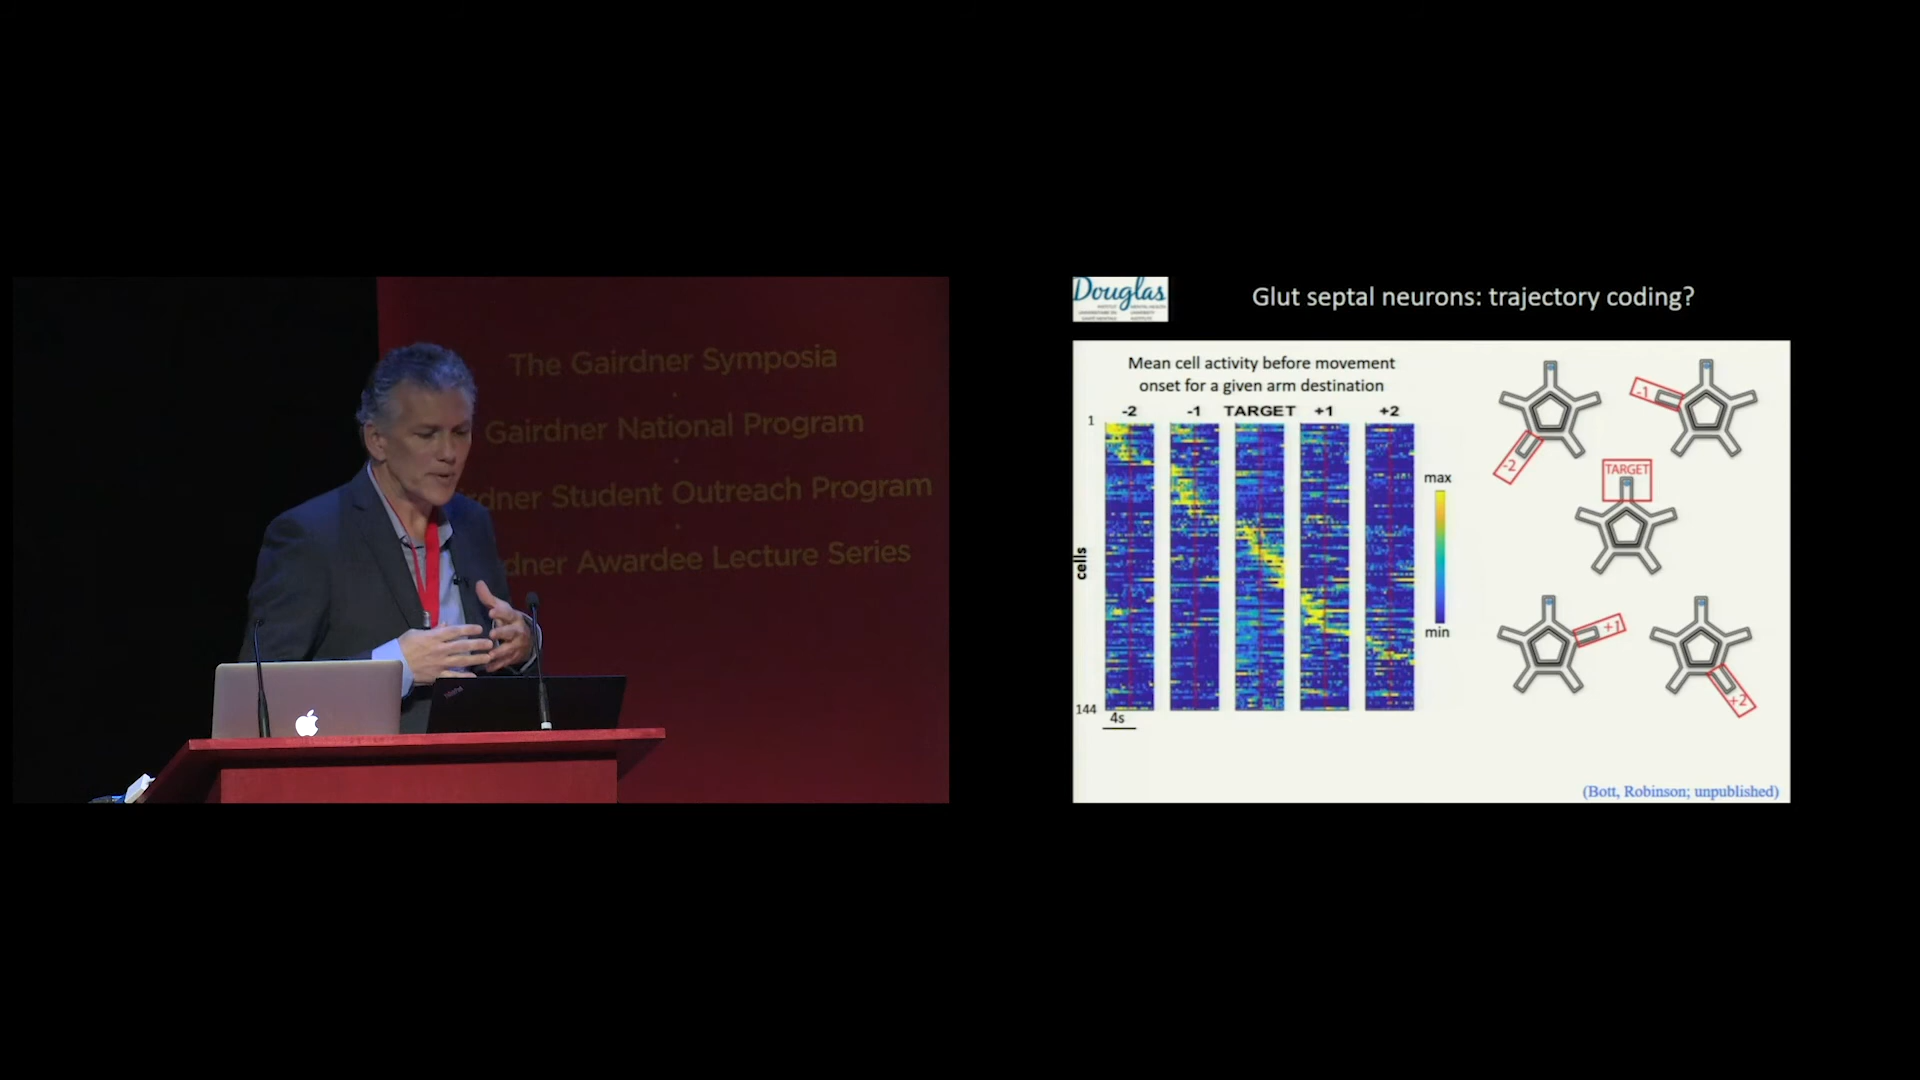 The Gairdner Symposia
Gairdner National Program
rdner Student Outreach Program
dner Awardee Lecture Series
ThinkPad
Douglas
Glut septal neurons: trajectory coding?
Mean cell activity before movement
onset for a given arm destination
-2 -1 TARGET +1 +2
1
cells
144
4s
max
min
-2
-1
TARGET
+1
+2
(Bott, Robinson; unpublished)